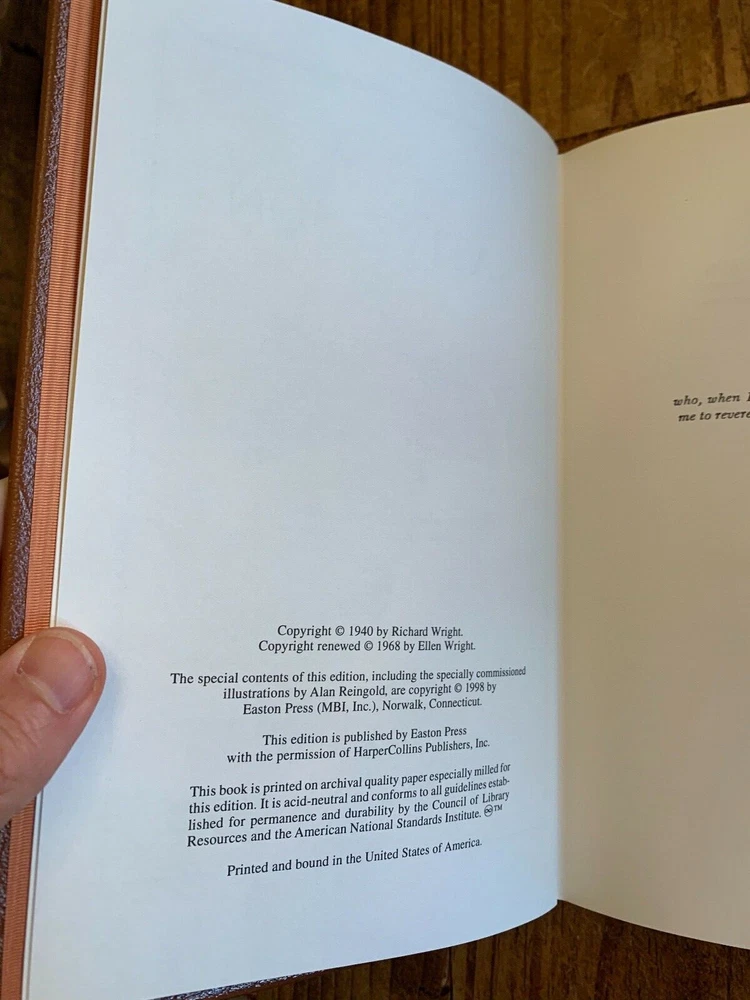 Copyright © 1940 by Richard Wright.
Copyright renewed © 1968 by Ellen Wright.
The special contents of this edition, including the specially commissioned
illustrations by Alan Reingold, are copyright © 1998 by
Easton Press (MBI, Inc.), Norwalk, Connecticut.
This edition is published by Easton Press
with the permission of HarperCollins Publishers, Inc.
This book is printed on archival quality paper especially milled for
this edition. It is acid-neutral and conforms to all guidelines estab-
lished for permanence and durability by the Council of Library
Resources and the American National Standards Institute. ♾™
Printed and bound in the United States of America.
who, when
me to revere